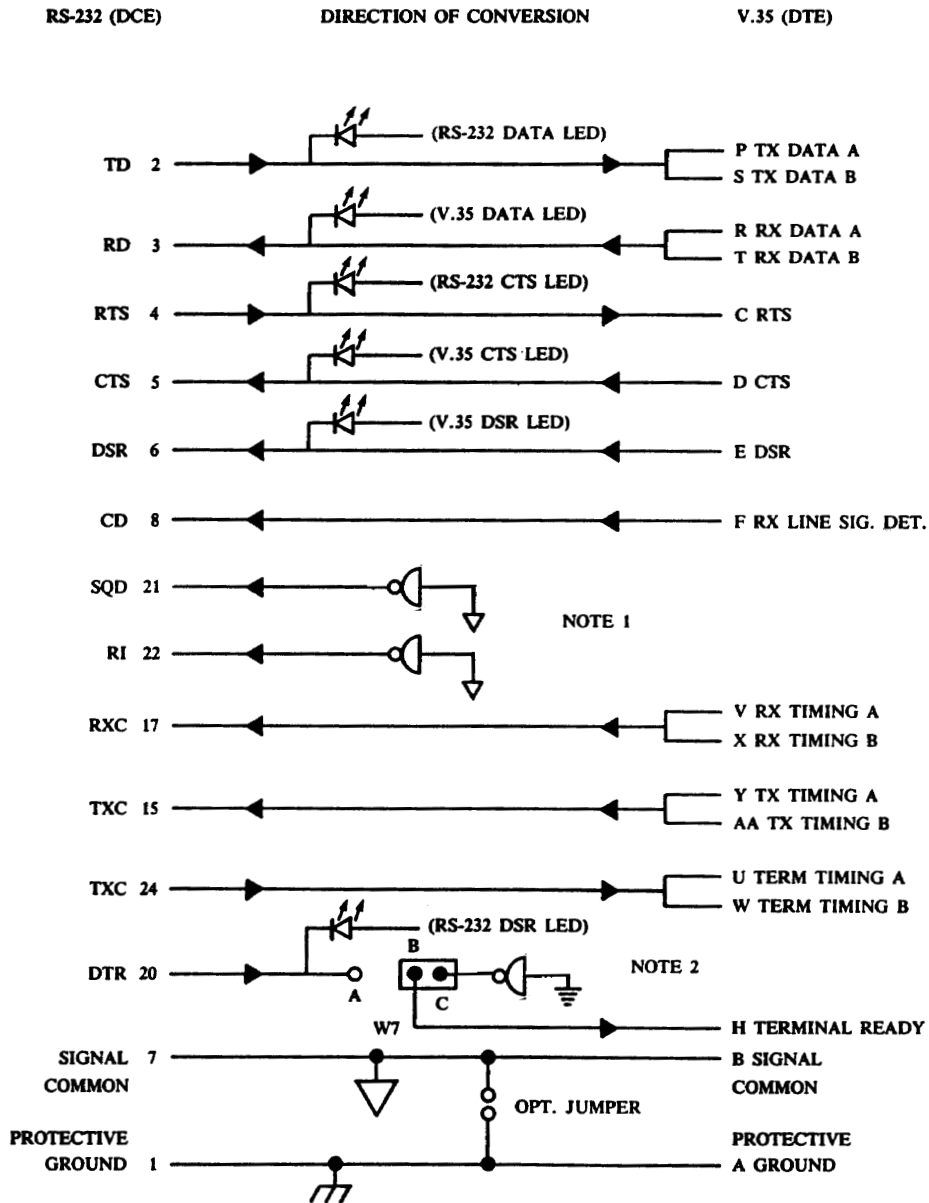 RS-232 (DCE) DIRECTION OF CONVERSION V.35 (DTE)
(RS-232 DATA LED)
TD 2 P TX DATA A
S TX DATA B
(V.35 DATA LED)
RD 3 R RX DATA A
T RX DATA B
(RS-232 CTS LED)
RTS 4 C RTS
(V.35 CTS LED)
CTS 5 D CTS
(V.35 DSR LED)
DSR 6 E DSR
CD 8 F RX LINE SIG. DET.
SQD 21
NOTE 1
RI 22
RXC 17 V RX TIMING A
X RX TIMING B
TXC 15 Y TX TIMING A
AA TX TIMING B
TXC 24 U TERM TIMING A
W TERM TIMING B
(RS-232 DSR LED)
B
DTR 20 NOTE 2
A C
W7 H TERMINAL READY
SIGNAL 7 B SIGNAL
COMMON COMMON
OPT. JUMPER
PROTECTIVE PROTECTIVE
GROUND 1 A GROUND